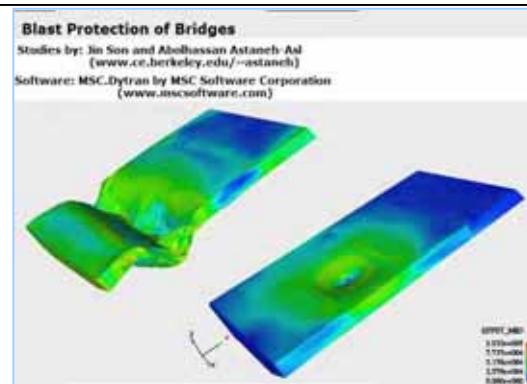 Blast Protection of Bridges
Studies by: Jin Son and Abolhassan Astaneh-Asl
(www.ce.berkeley.edu/~astaneh)
Software: MSC.Dytran by MSC Software Corporation
(www.mscsoftware.com)